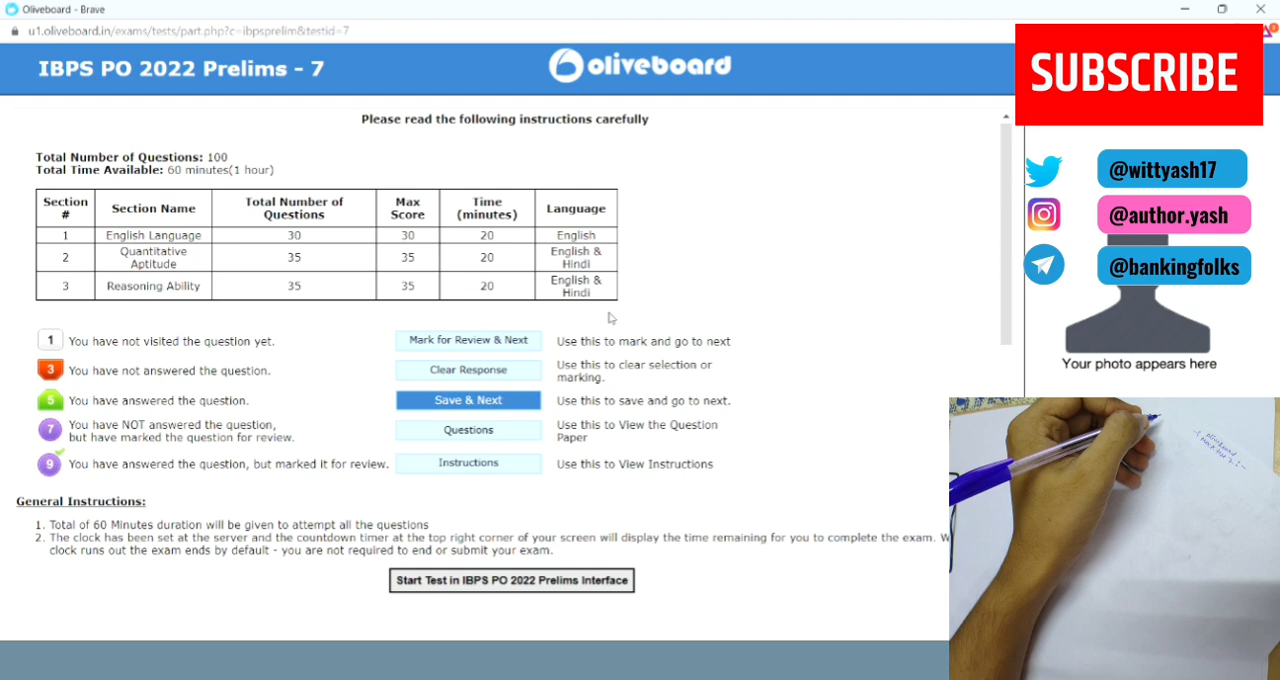 Oliveboard - Brave
u1.oliveboard.in/exams/tests/part.php?c=ibpsprelim&testid=7
IBPS PO 2022 Prelims - 7
oliveboard
SUBSCRIBE
@wittyash17
@author.yash
@bankingfolks
Your photo appears here
Please read the following instructions carefully
Total Number of Questions: 100
Total Time Available: 60 minutes(1 hour)
Section # Section Name Total Number of Questions Max Score Time (minutes) Language
1 English Language 30 30 20 English
2 Quantitative Aptitude 35 35 20 English & Hindi
3 Reasoning Ability 35 35 20 English & Hindi
1 You have not visited the question yet. Mark for Review & Next Use this to mark and go to next
3 You have not answered the question. Clear Response Use this to clear selection or marking.
5 You have answered the question. Save & Next Use this to save and go to next.
7 You have NOT answered the question, but have marked the question for review. Questions Use this to View the Question Paper
9 You have answered the question, but marked it for review. Instructions Use this to View Instructions
General Instructions:
1. Total of 60 Minutes duration will be given to attempt all the questions
2. The clock has been set at the server and the countdown timer at the top right corner of your screen will display the time remaining for you to complete the exam. W
clock runs out the exam ends by default - you are not required to end or submit your exam.
Start Test in IBPS PO 2022 Prelims Interface